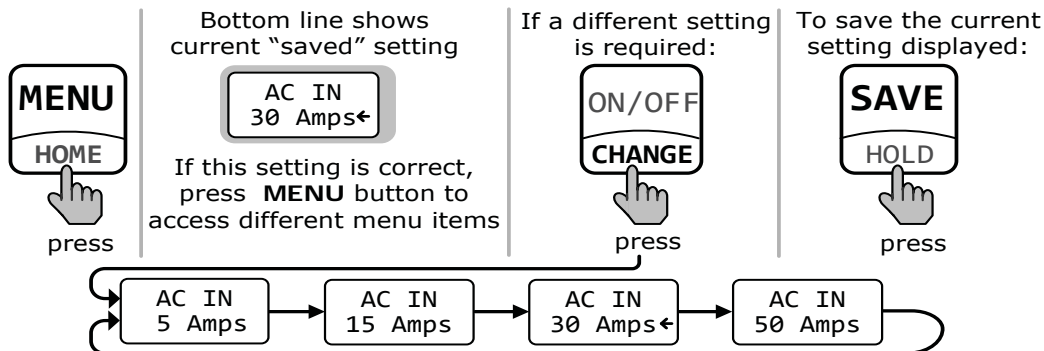 MENU
HOME
press
Bottom line shows
current “saved” setting
AC IN
30 Amps←
If this setting is correct,
press MENU button to
access different menu items
If a different setting
is required:
ON/OFF
CHANGE
press
To save the current
setting displayed:
SAVE
HOLD
press
AC IN
5 Amps
AC IN
15 Amps
AC IN
30 Amps←
AC IN
50 Amps